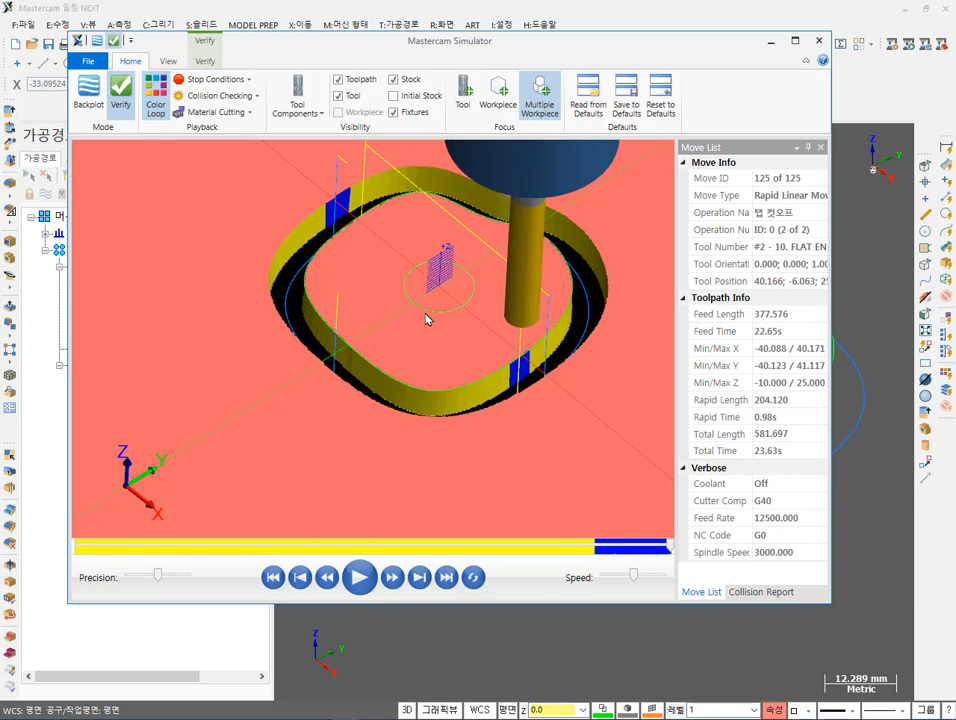 Mastercam 밀링 NEXT
F:파일 E:수정 V:뷰 A:측정 C:그리기 S:솔리드 MODEL PREP X:이동 M:머신 형태 T:가공경로 R:화면 ART I:설정 H:도움말
Mastercam Simulator
Verify
File Home View Verify
X -33.09524
Backplot
Verify
Mode
Color Loop
Stop Conditions
Collision Checking
Material Cutting
Playback
Tool Components
Toolpath
Tool
Workpiece
Stock
Initial Stock
Fixtures
Visibility
Tool
Workpiece
Multiple Workpiece
Focus
Read from Defaults
Save to Defaults
Reset to Defaults
Defaults
가공경로
+Z
Z
Y
X
Move List
Move Info
Move ID 125 of 125
Move Type Rapid Linear Mov
Operation Na 탭 컷오프
Operation Nu ID: 0 (2 of 2)
Tool Number #2 - 10. FLAT EN
Tool Orientati 0.000; 0.000; 1.00
Tool Position 40.166; -6.063; 25
Toolpath Info
Feed Length 377.576
Feed Time 22.65s
Min/Max X -40.088 / 40.171
Min/Max Y -40.123 / 41.117
Min/Max Z -10.000 / 25.000
Rapid Length 204.120
Rapid Time 0.98s
Total Length 581.697
Total Time 23.63s
Verbose
Coolant Off
Cutter Comp G40
Feed Rate 12500.000
NC Code G0
Spindle Speed 3000.000
Move List Collision Report
Precision:
Speed:
Z
Y
Z
Y
12.289 mm
Metric
WCS: 평면 공구/작업평면: 평면
3D 그래픽뷰 WCS 평면 Z 0.0 레벨 1 속성 그룹 ?